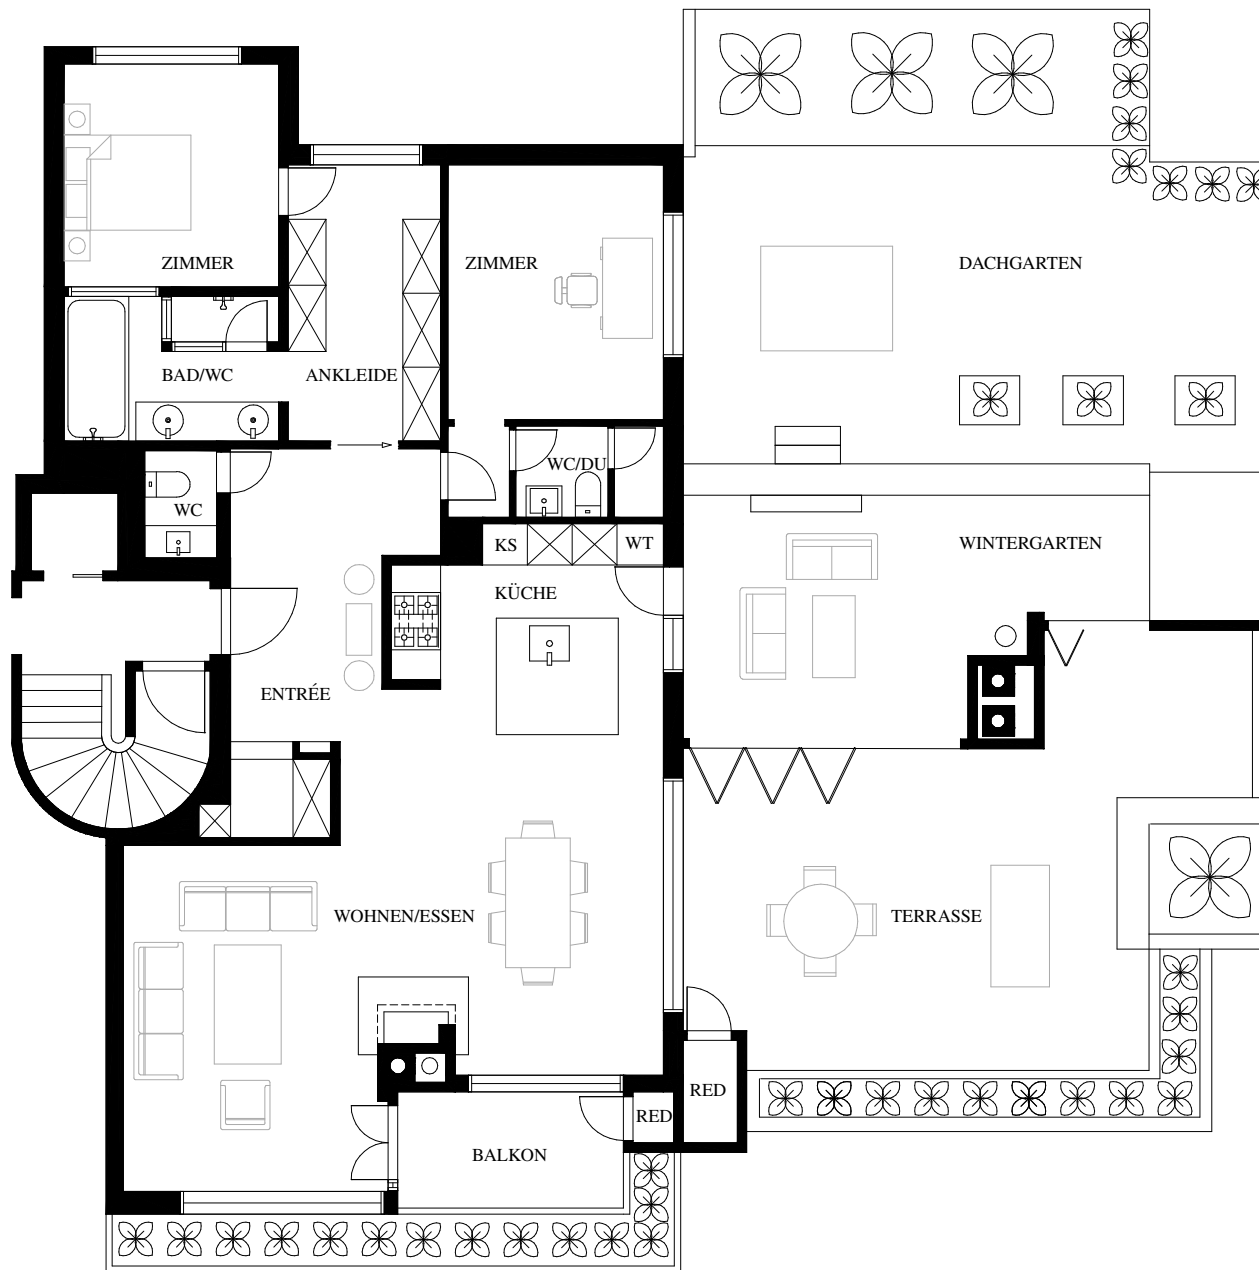 ZIMMER
ZIMMER
DACHGARTEN
BAD/WC
ANKLEIDE
WC/DU
WC
KS
WT
WINTERGARTEN
KÜCHE
ENTRÉE
WOHNEN/ESSEN
TERRASSE
RED
RED
BALKON